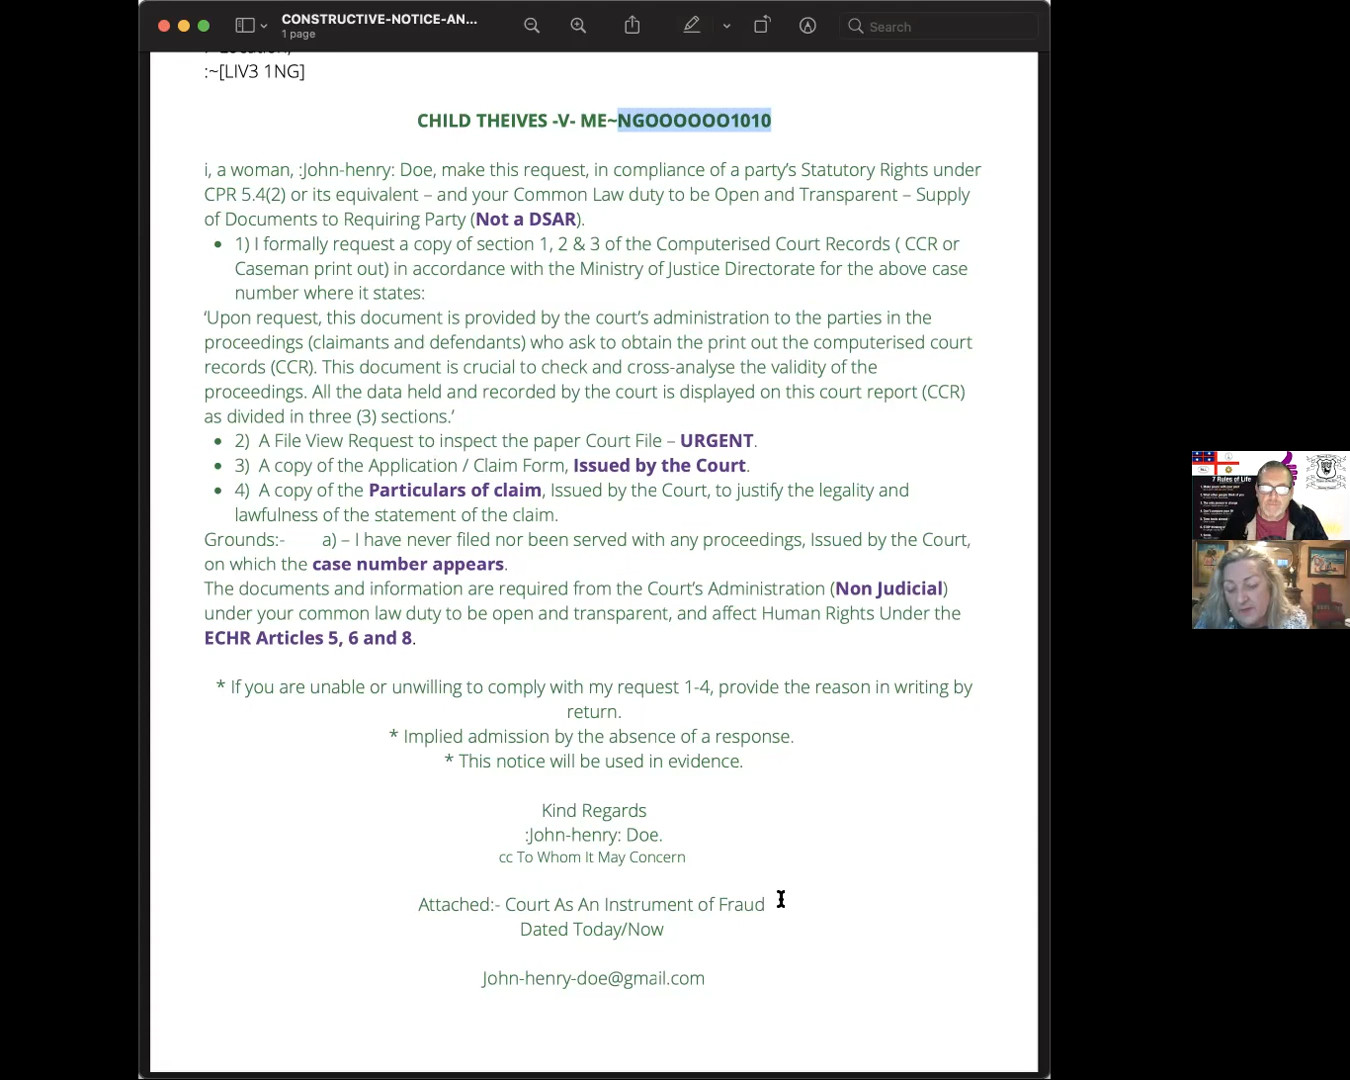 CONSTRUCTIVE-NOTICE-AN...
1 page
Search
:~[LIV3 1NG]
CHILD THEIVES -V- ME~NGOOOOOO1010
i, a woman, :John-henry: Doe, make this request, in compliance of a party's Statutory Rights under
CPR 5.4(2) or its equivalent – and your Common Law duty to be Open and Transparent – Supply
of Documents to Requiring Party (Not a DSAR).
• 1) I formally request a copy of section 1, 2 & 3 of the Computerised Court Records ( CCR or
Caseman print out) in accordance with the Ministry of Justice Directorate for the above case
number where it states:
‘Upon request, this document is provided by the court’s administration to the parties in the
proceedings (claimants and defendants) who ask to obtain the print out the computerised court
records (CCR). This document is crucial to check and cross-analyse the validity of the
proceedings. All the data held and recorded by the court is displayed on this court report (CCR)
as divided in three (3) sections.’
• 2) A File View Request to inspect the paper Court File – URGENT.
• 3) A copy of the Application / Claim Form, Issued by the Court.
• 4) A copy of the Particulars of claim, Issued by the Court, to justify the legality and
lawfulness of the statement of the claim.
Grounds:- a) – I have never filed nor been served with any proceedings, Issued by the Court,
on which the case number appears.
The documents and information are required from the Court’s Administration (Non Judicial)
under your common law duty to be open and transparent, and affect Human Rights Under the
ECHR Articles 5, 6 and 8.
* If you are unable or unwilling to comply with my request 1-4, provide the reason in writing by
return.
* Implied admission by the absence of a response.
* This notice will be used in evidence.
Kind Regards
:John-henry: Doe.
cc To Whom It May Concern
Attached:- Court As An Instrument of Fraud
Dated Today/Now
John-henry-doe@gmail.com
7 Rules of Life